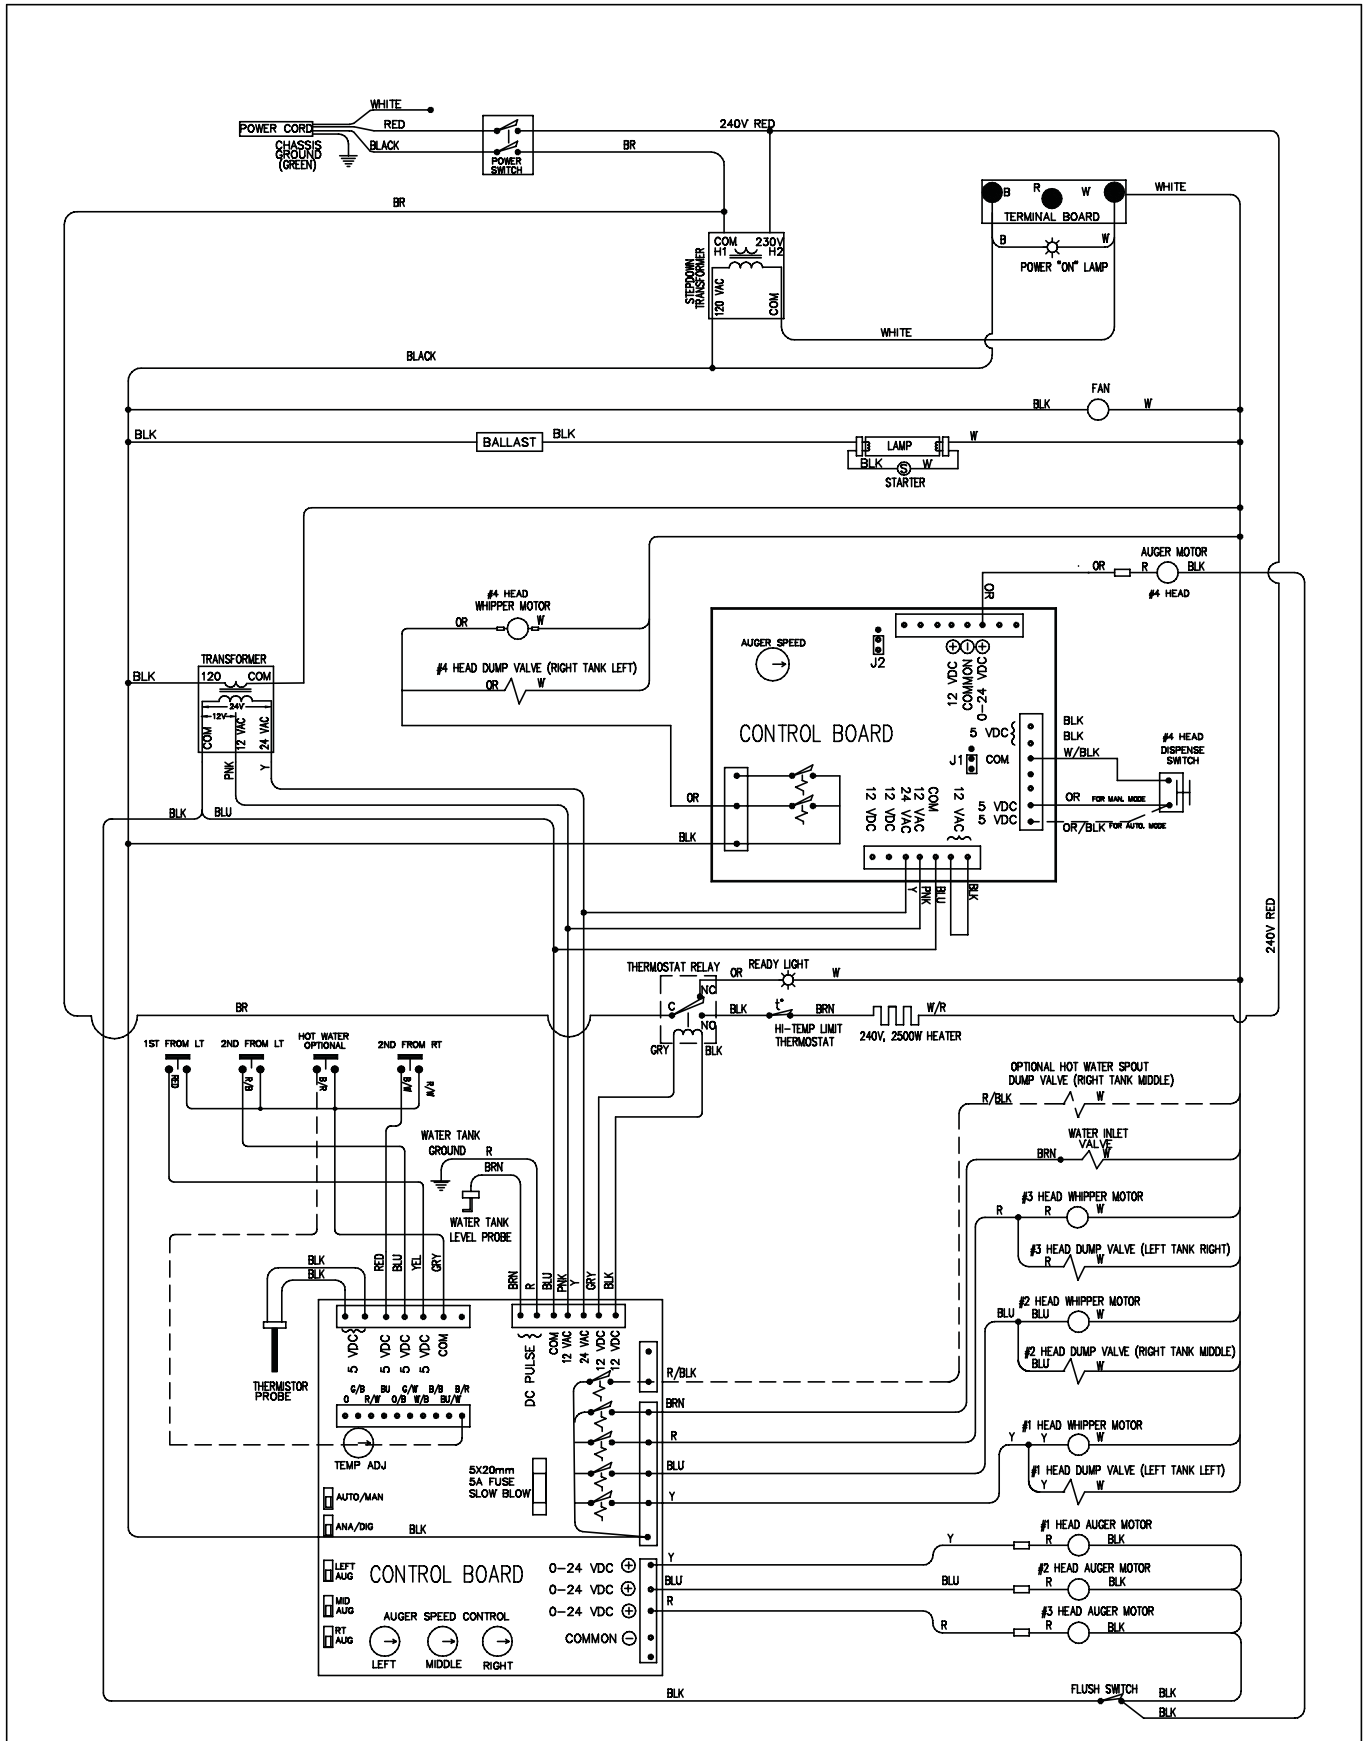 WHITE
POWER CORD
RED
240V RED
CHASSIS
GROUND
(GREEN)
BLACK
BR
POWER
SWITCH
BR
B
R
W
WHITE
TERMINAL BOARD
COM
H1
230V
H2
STEPDOWN
TRANSFORMER
120 VAC
COM
B
W
POWER "ON" LAMP
WHITE
BLACK
FAN
BLK
W
BLK
BALLAST
BLK
LAMP
W
BLK
S
W
STARTER
AUGER MOTOR
OR
R
BLK
#4 HEAD
OR
#4 HEAD
WHIPPER MOTOR
OR
W
#4 HEAD DUMP VALVE (RIGHT TANK LEFT)
OR
W
AUGER SPEED
J2
12 VDC
COMMON
0-24 VDC
CONTROL BOARD
5 VDC
J1
COM
5 VDC
5 VDC
BLK
BLK
W/BLK
#4 HEAD
DISPENSE
SWITCH
OR
FOR MAN. MODE
OR/BLK
FOR AUTO. MODE
12 VDC
12 VDC
24 VAC
12 VAC
COM
12 VAC
TRANSFORMER
BLK
120
COM
24V
12V
COM
12 VAC
24 VAC
PNK
Y
BLK
BLU
OR
BLK
Y
PNK
BLU
BLK
240V RED
THERMOSTAT RELAY
READY LIGHT
OR
W
NC
C
NO
BR
BLK
t°
BRN
W/R
HI-TEMP LIMIT
THERMOSTAT
240V, 2500W HEATER
GRY
BLK
1ST FROM LT
2ND FROM LT
HOT WATER
OPTIONAL
2ND FROM RT
RED
R/B
B/R
B/W
R/W
OPTIONAL HOT WATER SPOUT
DUMP VALVE (RIGHT TANK MIDDLE)
R/BLK
W
WATER INLET
VALVE
BRN
W
WATER TANK
GROUND
R
BRN
WATER TANK
LEVEL PROBE
#3 HEAD WHIPPER MOTOR
R
R
W
#3 HEAD DUMP VALVE (LEFT TANK RIGHT)
R
W
BLK
BLK
RED
BLU
YEL
GRY
BRN
R
BLU
PNK
Y
GRY
BLK
#2 HEAD WHIPPER MOTOR
BLU
BLU
W
#2 HEAD DUMP VALVE (RIGHT TANK MIDDLE)
BLU
W
5 VDC
5 VDC
5 VDC
5 VDC
COM
DC PULSE
COM
12 VAC
24 VAC
12 VDC
12 VDC
THERMISTOR
PROBE
G/B
BU
G/W
B/B
B/R
O
R/W
O/B
W/B
BU/W
TEMP ADJ
R/BLK
BRN
R
BLU
Y
#1 HEAD WHIPPER MOTOR
Y
Y
W
#1 HEAD DUMP VALVE (LEFT TANK LEFT)
Y
W
5X20mm
5A FUSE
SLOW BLOW
AUTO/MAN
ANA/DIG
BLK
LEFT
AUG
CONTROL BOARD
MID
AUG
RT
AUG
AUGER SPEED CONTROL
LEFT
MIDDLE
RIGHT
0-24 VDC
0-24 VDC
0-24 VDC
COMMON
Y
BLU
R
#1 HEAD AUGER MOTOR
Y
R
BLK
#2 HEAD AUGER MOTOR
BLU
R
BLK
#3 HEAD AUGER MOTOR
R
R
BLK
BLK
FLUSH SWITCH
BLK
BLK